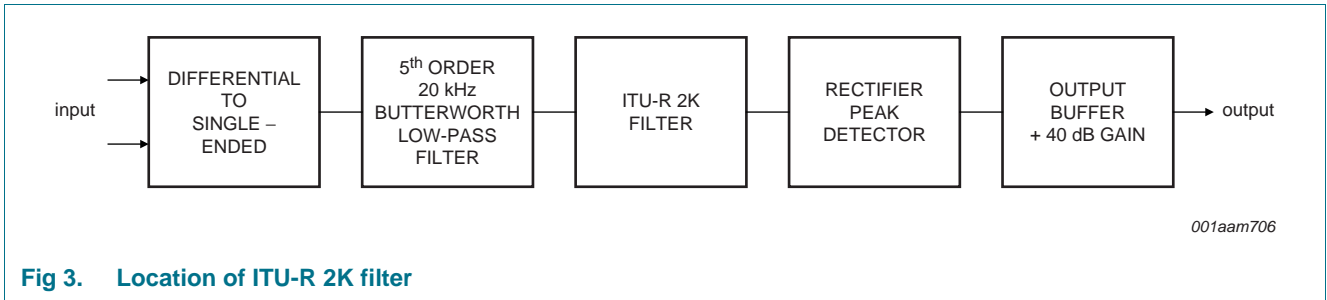 input
DIFFERENTIAL
TO
SINGLE –
ENDED
5th ORDER
20 kHz
BUTTERWORTH
LOW-PASS
FILTER
ITU-R 2K
FILTER
RECTIFIER
PEAK
DETECTOR
OUTPUT
BUFFER
+ 40 dB GAIN
output
001aam706
Fig 3. Location of ITU-R 2K filter